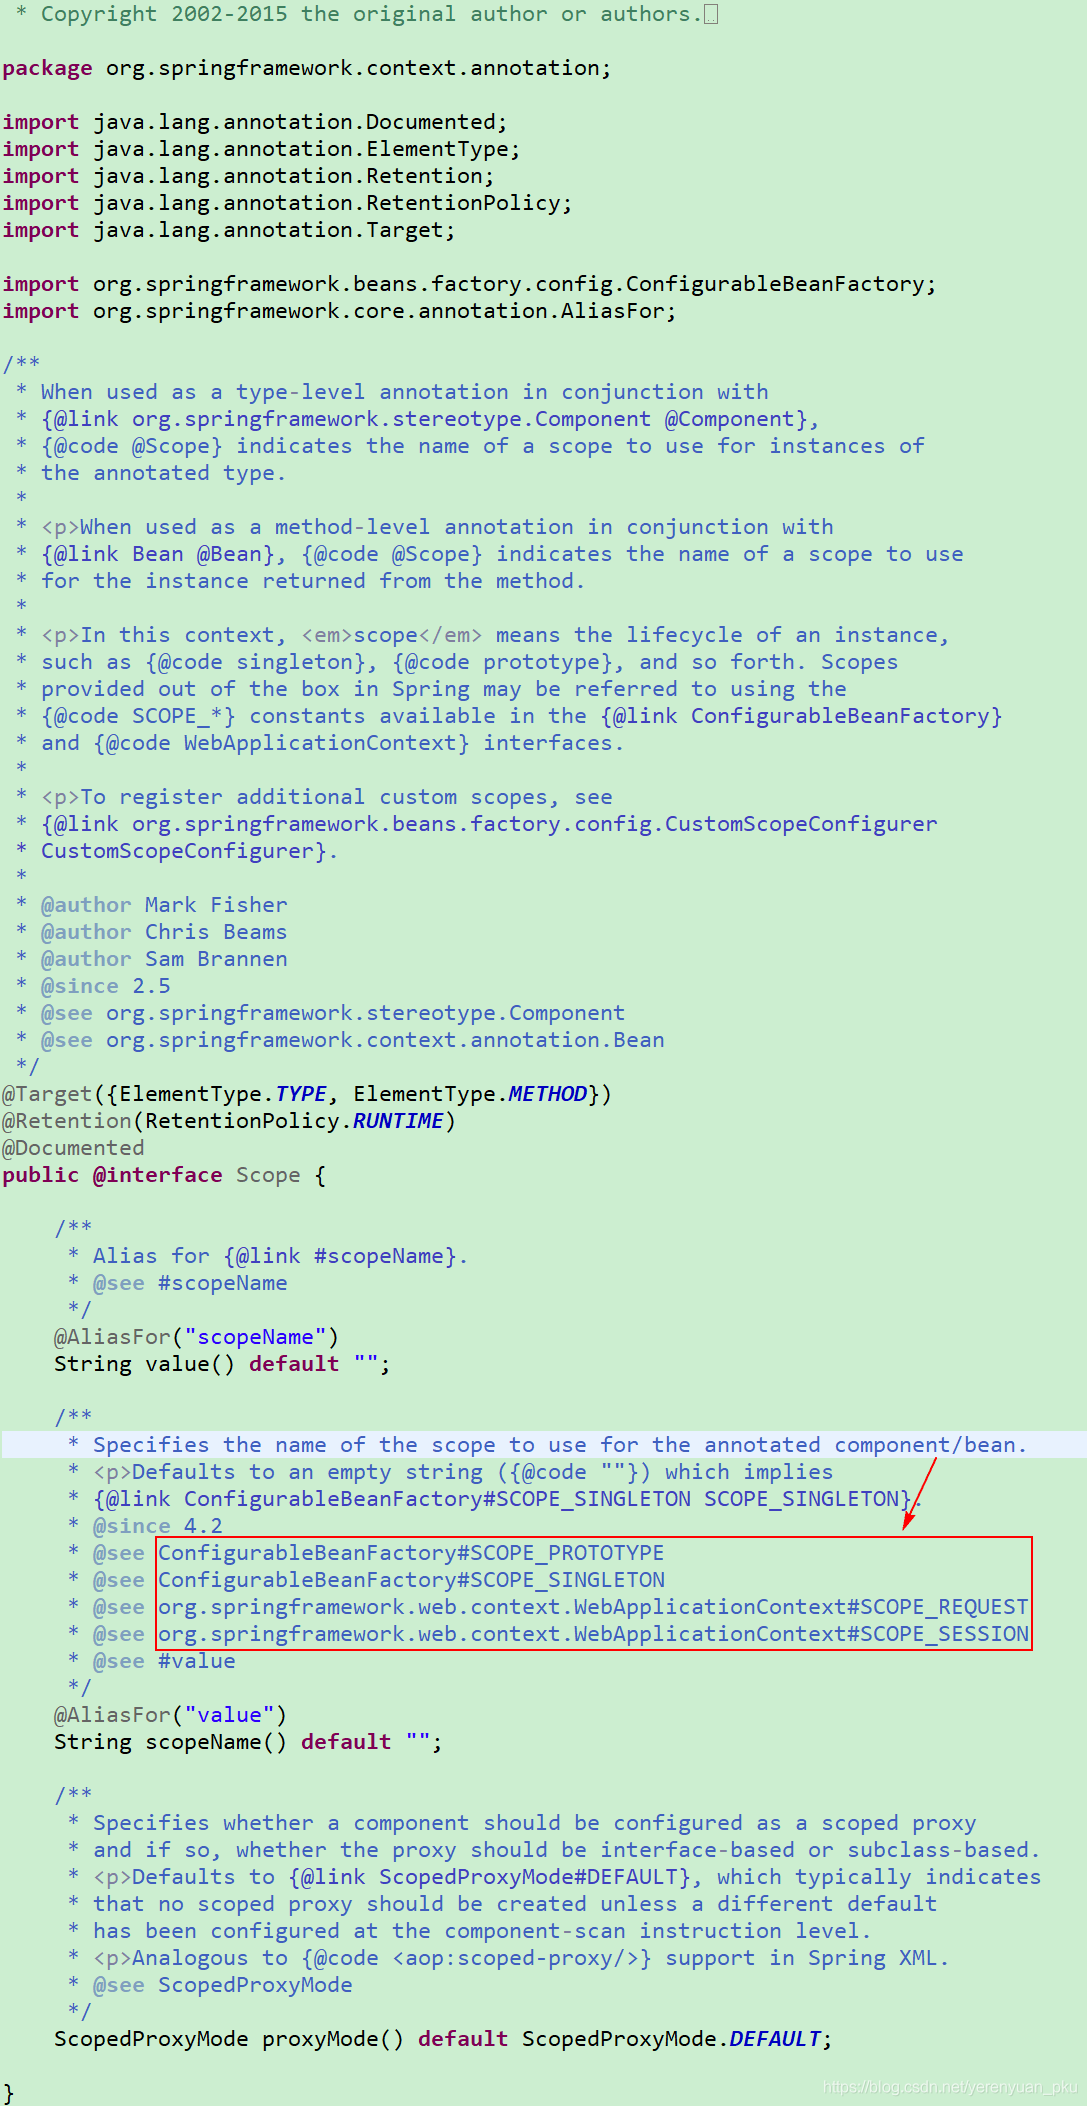 * Copyright 2002-2015 the original author or authors.

package org.springframework.context.annotation;

import java.lang.annotation.Documented;
import java.lang.annotation.ElementType;
import java.lang.annotation.Retention;
import java.lang.annotation.RetentionPolicy;
import java.lang.annotation.Target;

import org.springframework.beans.factory.config.ConfigurableBeanFactory;
import org.springframework.core.annotation.AliasFor;

/**
 * When used as a type-level annotation in conjunction with
 * {@link org.springframework.stereotype.Component @Component},
 * {@code @Scope} indicates the name of a scope to use for instances of
 * the annotated type.
 *
 * <p>When used as a method-level annotation in conjunction with
 * {@link Bean @Bean}, {@code @Scope} indicates the name of a scope to use
 * for the instance returned from the method.
 *
 * <p>In this context, <em>scope</em> means the lifecycle of an instance,
 * such as {@code singleton}, {@code prototype}, and so forth. Scopes
 * provided out of the box in Spring may be referred to using the
 * {@code SCOPE_*} constants available in the {@link ConfigurableBeanFactory}
 * and {@code WebApplicationContext} interfaces.
 *
 * <p>To register additional custom scopes, see
 * {@link org.springframework.beans.factory.config.CustomScopeConfigurer
 * CustomScopeConfigurer}.
 *
 * @author Mark Fisher
 * @author Chris Beams
 * @author Sam Brannen
 * @since 2.5
 * @see org.springframework.stereotype.Component
 * @see org.springframework.context.annotation.Bean
 */
@Target({ElementType.TYPE, ElementType.METHOD})
@Retention(RetentionPolicy.RUNTIME)
@Documented
public @interface Scope {

    /**
     * Alias for {@link #scopeName}.
     * @see #scopeName
     */
    @AliasFor("scopeName")
    String value() default "";

    /**
     * Specifies the name of the scope to use for the annotated component/bean.
     * <p>Defaults to an empty string ({@code ""}) which implies
     * {@link ConfigurableBeanFactory#SCOPE_SINGLETON SCOPE_SINGLETON}.
     * @since 4.2
     * @see ConfigurableBeanFactory#SCOPE_PROTOTYPE
     * @see ConfigurableBeanFactory#SCOPE_SINGLETON
     * @see org.springframework.web.context.WebApplicationContext#SCOPE_REQUEST
     * @see org.springframework.web.context.WebApplicationContext#SCOPE_SESSION
     * @see #value
     */
    @AliasFor("value")
    String scopeName() default "";

    /**
     * Specifies whether a component should be configured as a scoped proxy
     * and if so, whether the proxy should be interface-based or subclass-based.
     * <p>Defaults to {@link ScopedProxyMode#DEFAULT}, which typically indicates
     * that no scoped proxy should be created unless a different default
     * has been configured at the component-scan instruction level.
     * <p>Analogous to {@code <aop:scoped-proxy/>} support in Spring XML.
     * @see ScopedProxyMode
     */
    ScopedProxyMode proxyMode() default ScopedProxyMode.DEFAULT;

}
https://blog.csdn.net/yerenyuan_pku